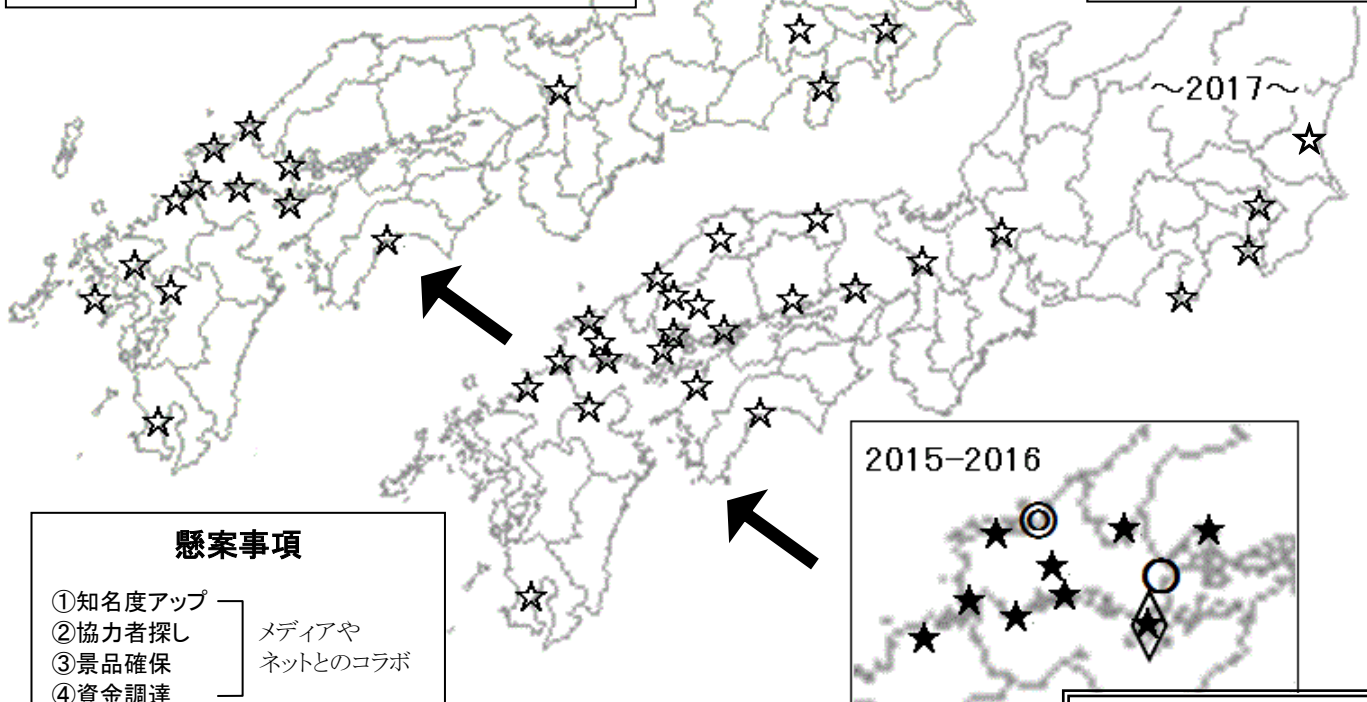 ～2017～
2015-2016
懸案事項
①知名度アップ
②協力者探し
③景品確保
④資金調達
メディアや
ネットとのコラボ